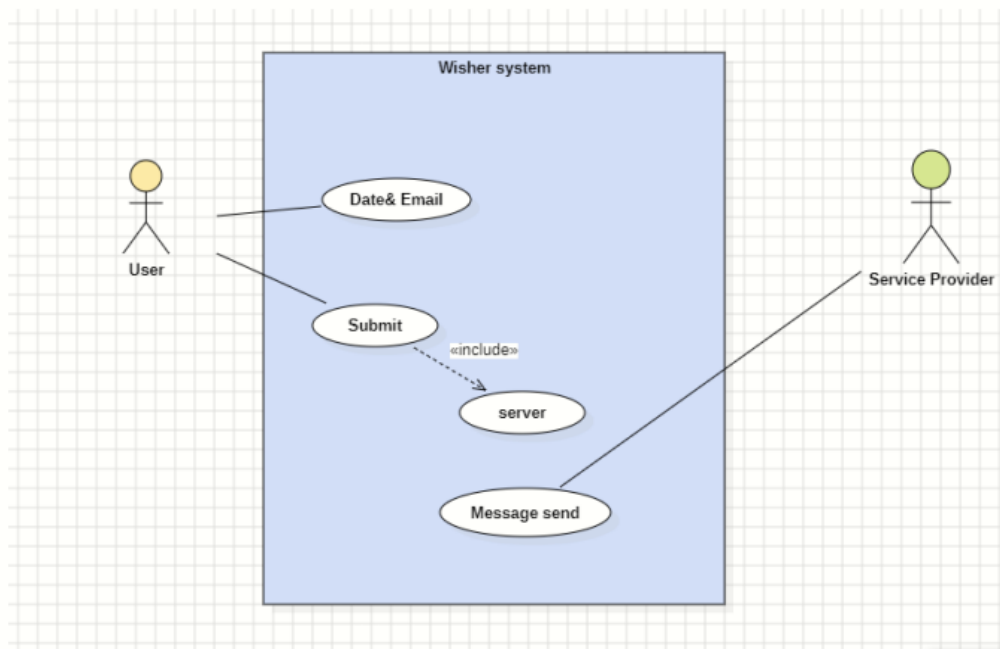 Wisher system
Date& Email
User
Service Provider
Submit
«include»
server
Message send